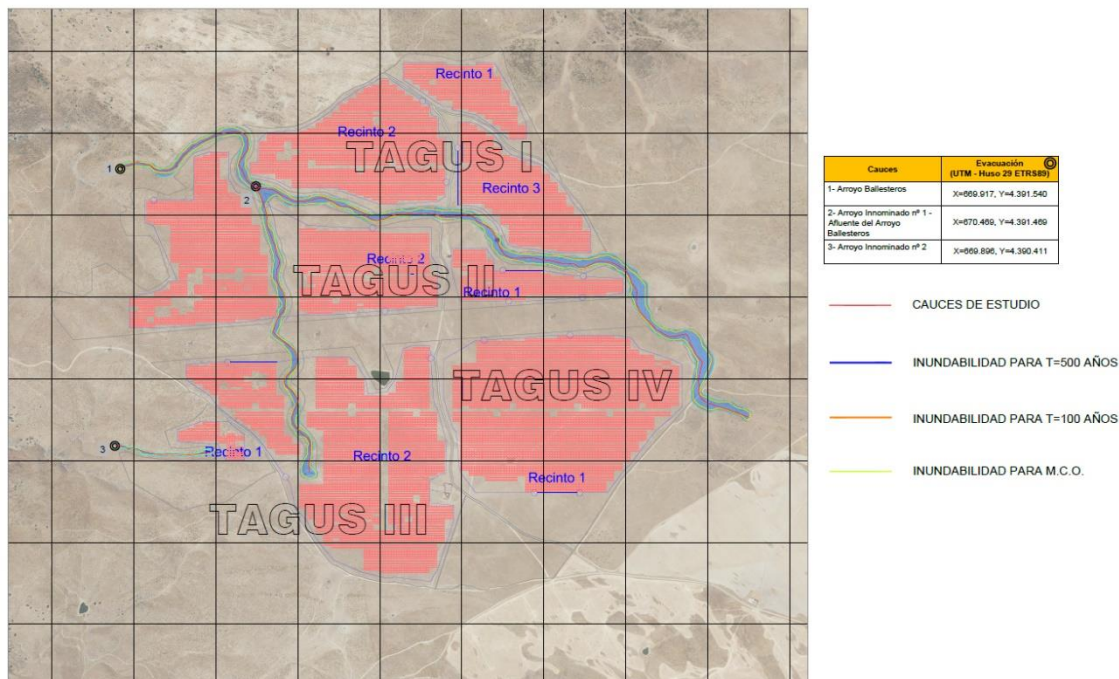 Recinto 1
Recinto 2
TAGUS I
1
2
Recinto 3
Recinto 2
TAGUS II
Recinto 1
TAGUS IV
3
Recinto 1
Recinto 2
Recinto 1
TAGUS III
Cauces
Evacuación
(UTM - Huso 29 ETRS89)
1- Arroyo Ballesteros
X=669.917, Y=4.391.540
2- Arroyo Innominado nº 1 -
Afluente del Arroyo
Ballesteros
X=670.469, Y=4.391.469
3- Arroyo Innominado nº 2
X=669.896, Y=4.390.411
CAUCES DE ESTUDIO
INUNDABILIDAD PARA T=500 AÑOS
INUNDABILIDAD PARA T=100 AÑOS
INUNDABILIDAD PARA M.C.O.